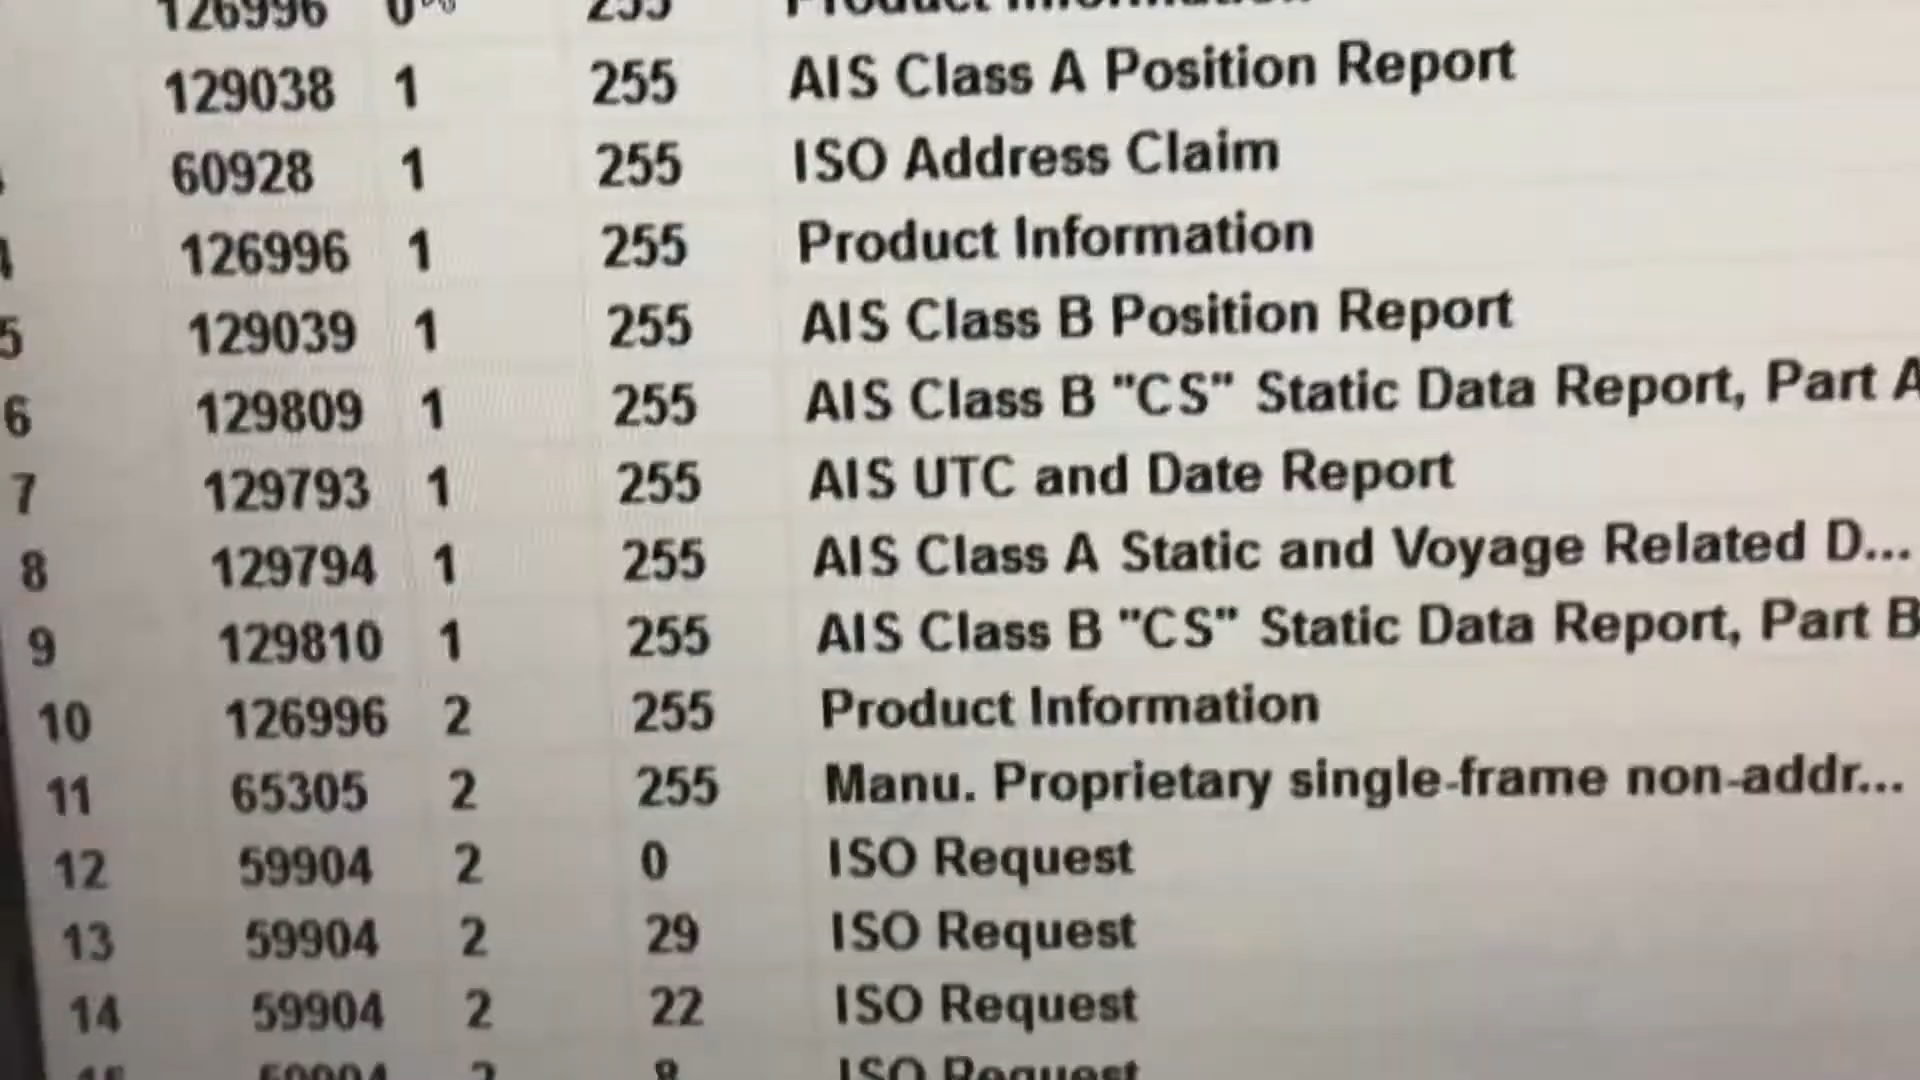 126996 0 255 Product Information
129038 1 255 AIS Class A Position Report
60928 1 255 ISO Address Claim
126996 1 255 Product Information
5 129039 1 255 AIS Class B Position Report
6 129809 1 255 AIS Class B "CS" Static Data Report, Part A
7 129793 1 255 AIS UTC and Date Report
8 129794 1 255 AIS Class A Static and Voyage Related D...
9 129810 1 255 AIS Class B "CS" Static Data Report, Part B
10 126996 2 255 Product Information
11 65305 2 255 Manu. Proprietary single-frame non-addr...
12 59904 2 0 ISO Request
13 59904 2 29 ISO Request
14 59904 2 22 ISO Request
15 59904 2 8 ISO Request